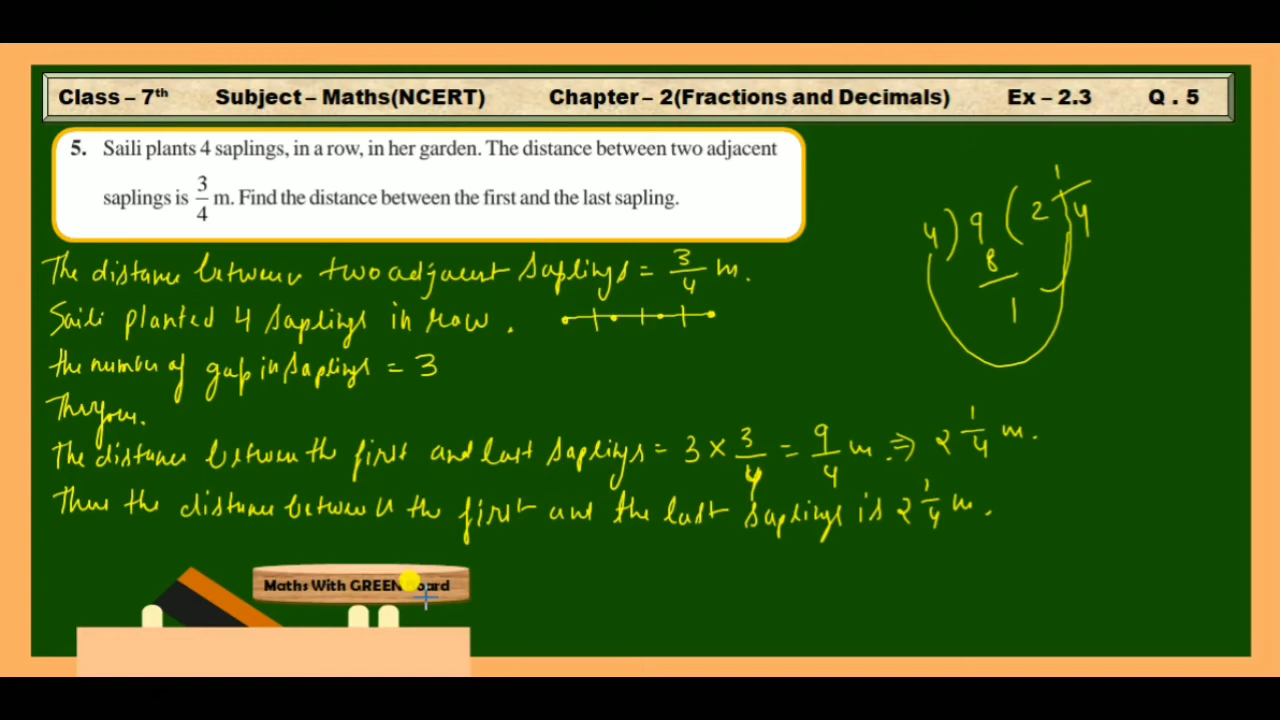 Class – 7th Subject – Maths(NCERT) Chapter – 2(Fractions and Decimals) Ex – 2.3 Q . 5
5. Saili plants 4 saplings, in a row, in her garden. The distance between two adjacent
saplings is 3/4 m. Find the distance between the first and the last sapling.
4) 9 (2 1/4
8
1
The distance between two adjacent saplings = 3/4 m.
Saili planted 4 saplings in row.
the number of gap in saplings = 3
The distance between the first and last saplings = 3 × 3/4 = 9/4 m. ⇒ 2 1/4 m.
Thus the distance between the first and the last saplings is 2 1/4 m.
Maths With GREEN Board